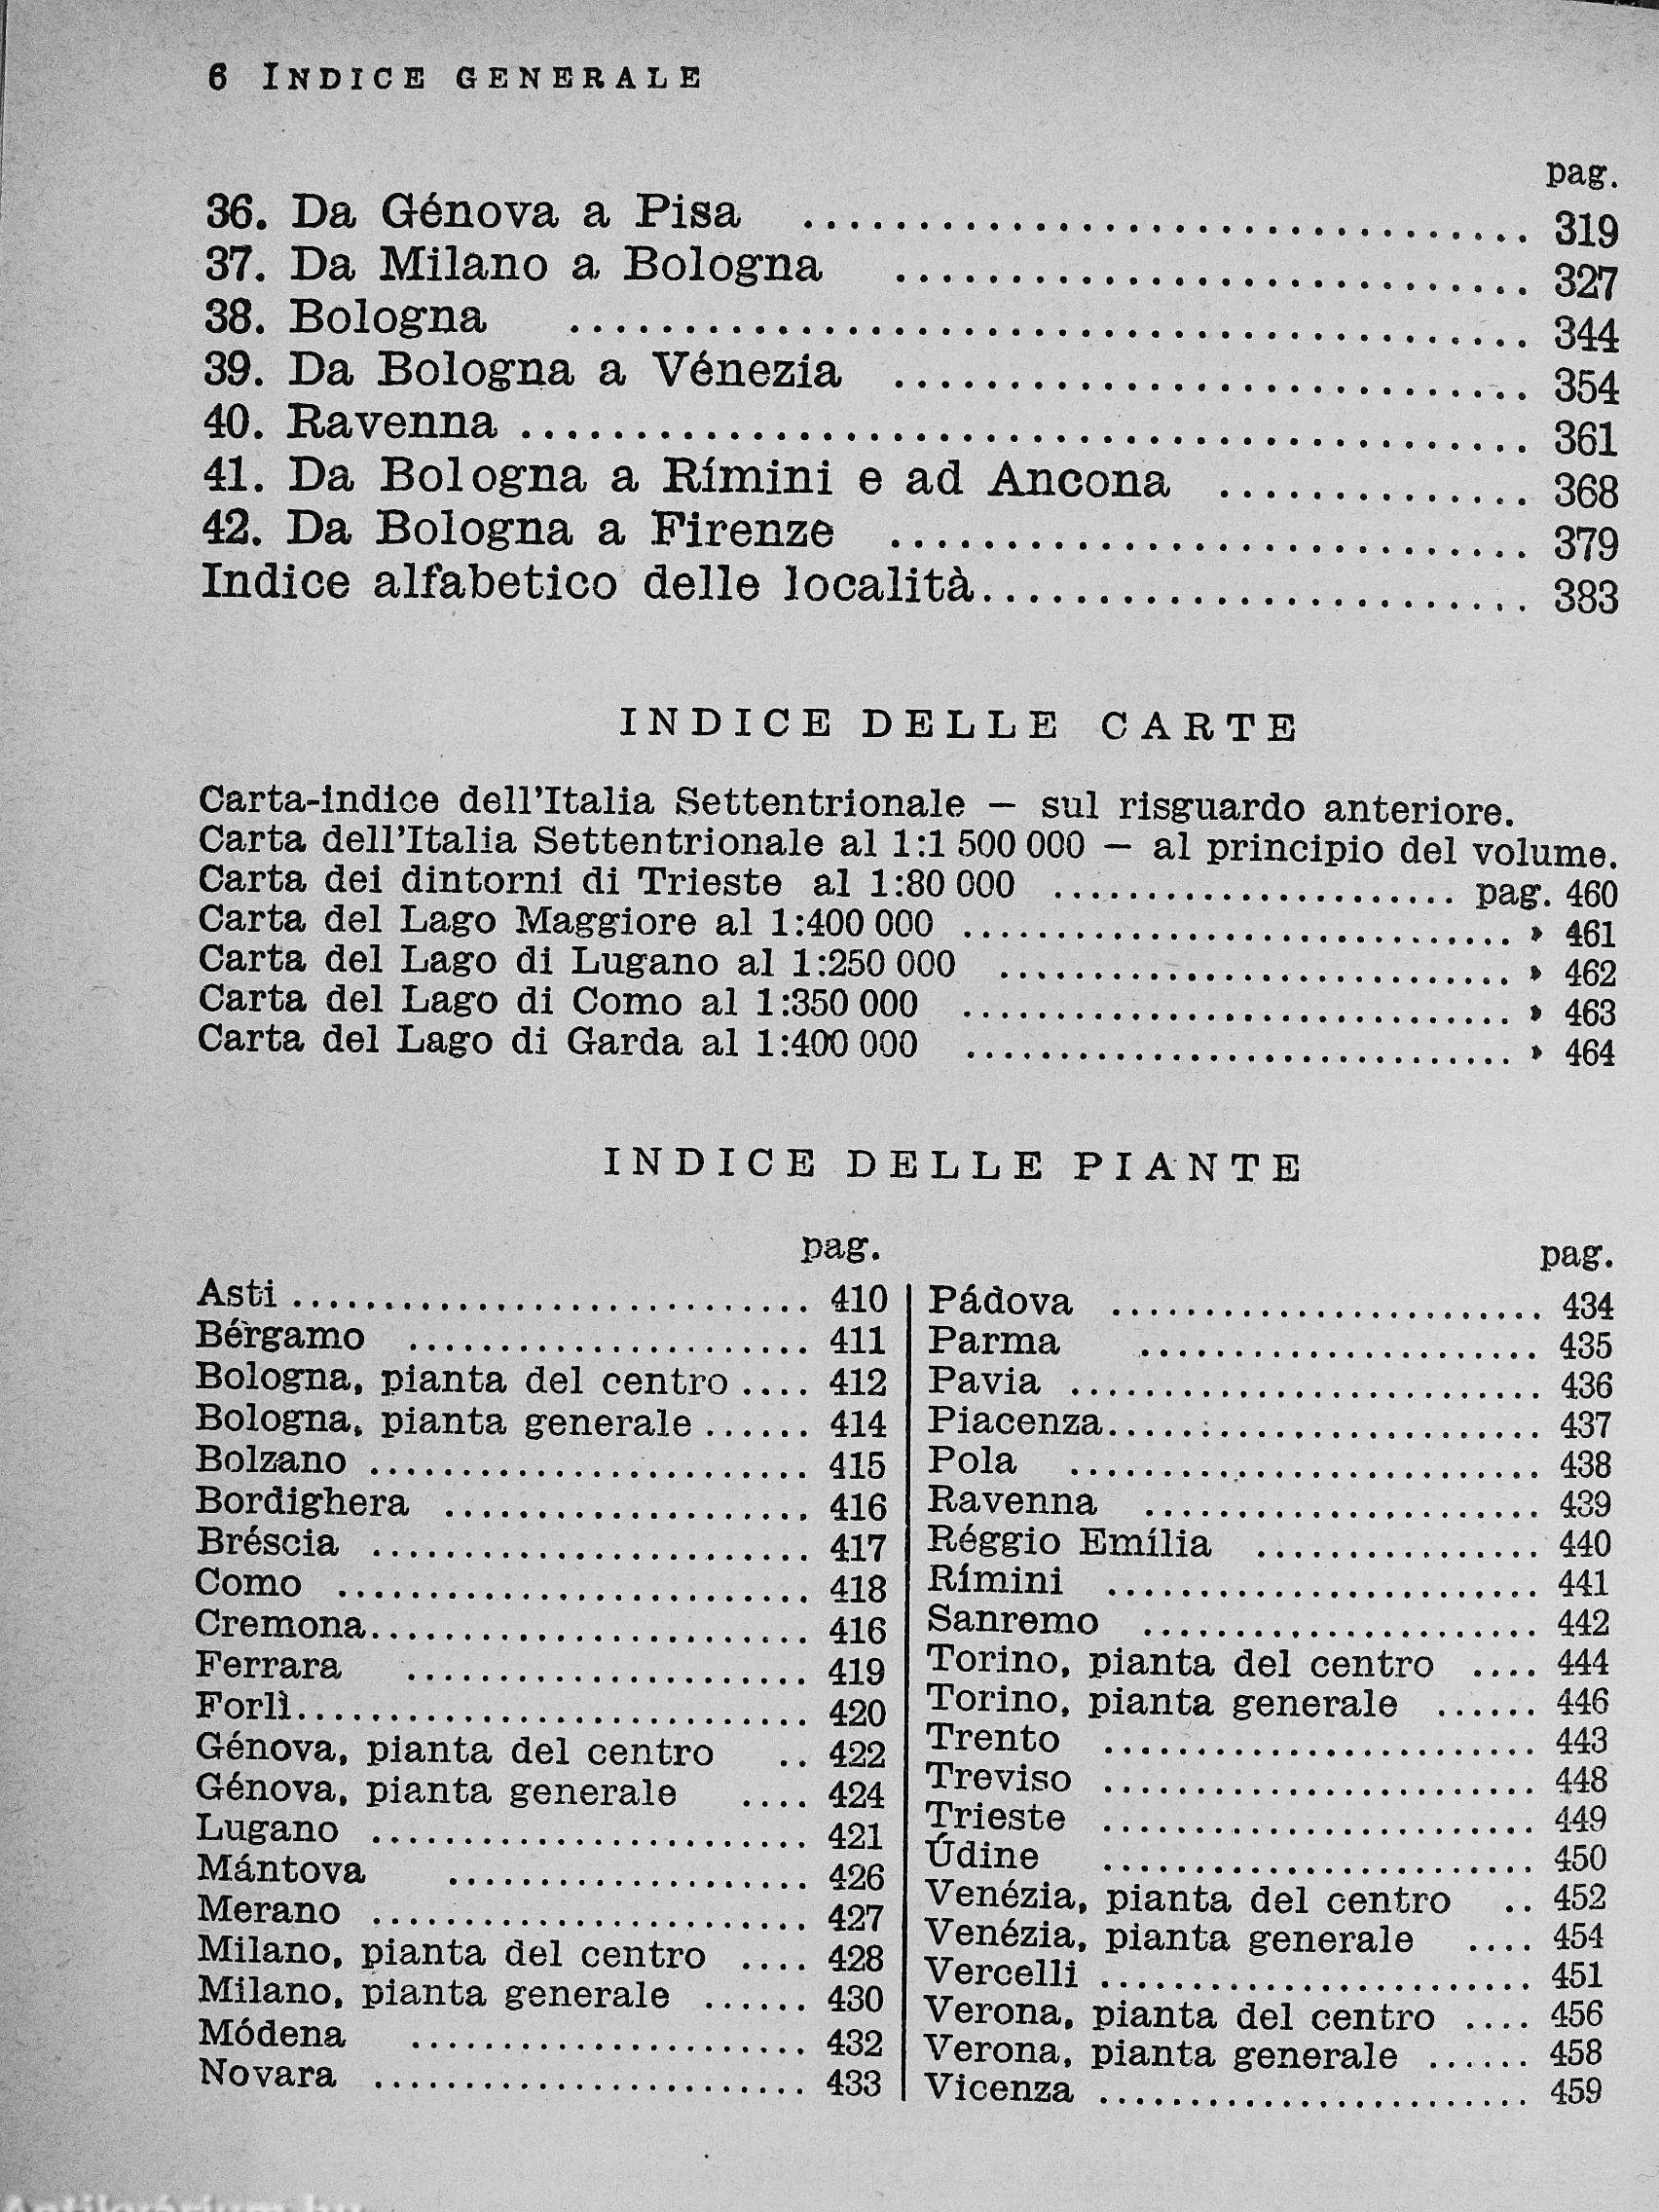 6 INDICE GENERALE
pag.
36. Da Génova a Pisa ................................ 319
37. Da Milano a Bologna ............................ 327
38. Bologna .......................................... 344
39. Da Bologna a Vénezia ............................ 354
40. Ravenna ............................................ 361
41. Da Bologna a Rímini e ad Ancona .............. 368
42. Da Bologna a Firenze ............................ 379
Indice alfabetico delle località........................ 383
INDICE DELLE CARTE
Carta-indice dell'Italia Settentrionale — sul risguardo anteriore.
Carta dell'Italia Settentrionale al 1:1 500 000 — al principio del volume.
Carta dei dintorni di Trieste al 1:80 000 ...................... pag. 460
Carta del Lago Maggiore al 1:400 000 .............................. » 461
Carta del Lago di Lugano al 1:250 000 ............................ » 462
Carta del Lago di Como al 1:350 000 .............................. » 463
Carta del Lago di Garda al 1:400 000 .............................. » 464
INDICE DELLE PIANTE
pag.
Asti ............................. 410
Bérgamo ...................... 411
Bologna, pianta del centro .... 412
Bologna, pianta generale ...... 414
Bolzano ........................ 415
Bordighera .................... 416
Bréscia ........................ 417
Como .......................... 418
Cremona........................ 416
Ferrara ...................... 419
Forlì............................ 420
Génova, pianta del centro .. 422
Génova, pianta generale .... 424
Lugano ........................ 421
Mántova .................... 426
Merano ........................ 427
Milano, pianta del centro .... 428
Milano, pianta generale ...... 430
Módena ...................... 432
Novara ........................ 433
pag.
Pádova ........................ 434
Parma ...................... 435
Pavia .......................... 436
Piacenza........................ 437
Pola .......................... 438
Ravenna ...................... 439
Réggio Emília ................ 440
Rímini ........................ 441
Sanremo ...................... 442
Torino, pianta del centro .... 444
Torino, pianta generale ...... 446
Trento ........................ 443
Treviso ........................ 448
Trieste ........................ 449
Údine ........................ 450
Venézia, pianta del centro .. 452
Venézia, pianta generale .... 454
Vercelli ........................ 451
Verona, pianta del centro .... 456
Verona, pianta generale ...... 458
Vicenza ........................ 459
Antikvárium.hu